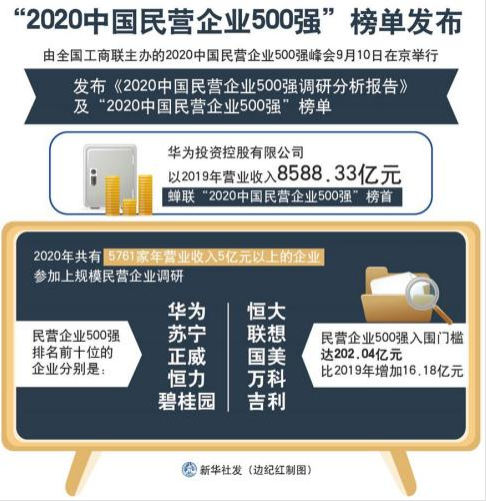 “2020中国民营企业500强”榜单发布
由全国工商联主办的2020中国民营企业500强峰会9月10日在京举行
发布《2020中国民营企业500强调研分析报告》
及“2020中国民营企业500强”榜单
华为投资控股有限公司
以2019年营业收入8588.33亿元
蝉联“2020中国民营企业500强”榜首
2020年共有 5761家年营业收入5亿元以上的企业
参加上规模民营企业调研
民营企业500强
排名前十位的
企业分别是：
华为
苏宁
正威
恒力
碧桂园
恒大
联想
国美
万科
吉利
民营企业500强入围门槛
达202.04亿元
比2019年增加16.18亿元
新华社发（边纪红制图）